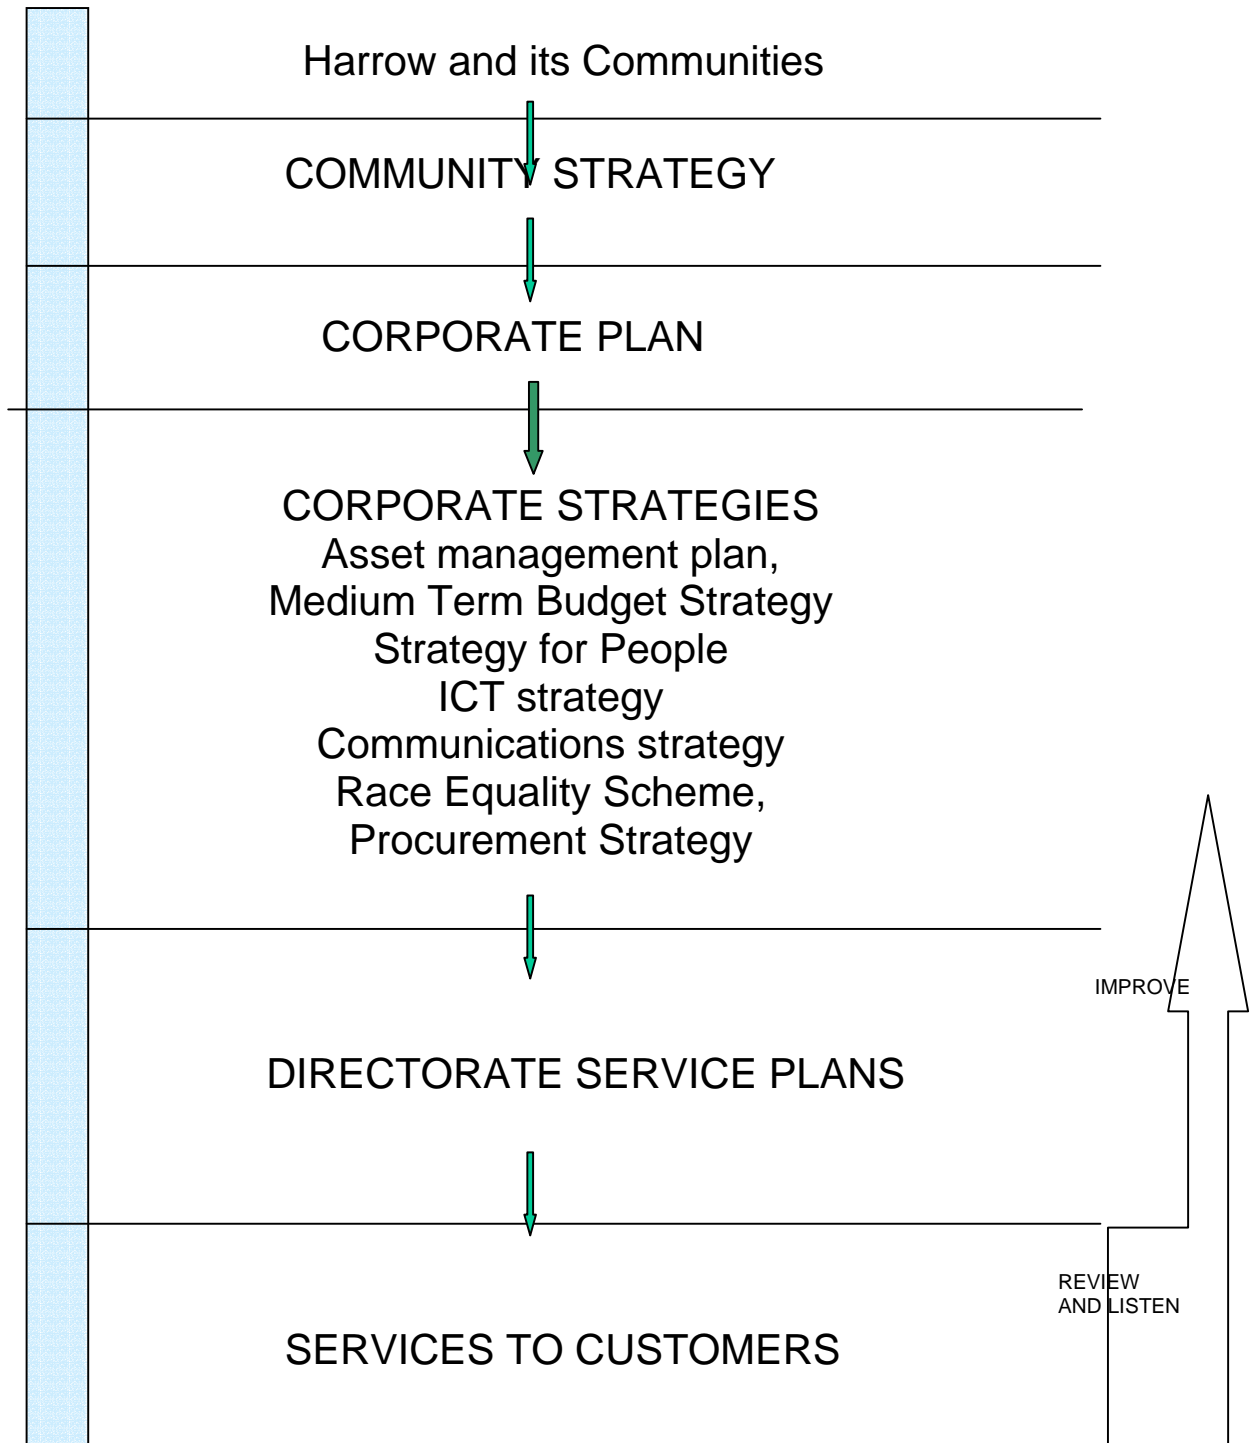 Harrow and its Communities
COMMUNITY STRATEGY
CORPORATE PLAN
CORPORATE STRATEGIES
Asset management plan,
Medium Term Budget Strategy
Strategy for People
ICT strategy
Communications strategy
Race Equality Scheme,
Procurement Strategy
IMPROVE
DIRECTORATE SERVICE PLANS
REVIEW
AND LISTEN
SERVICES TO CUSTOMERS